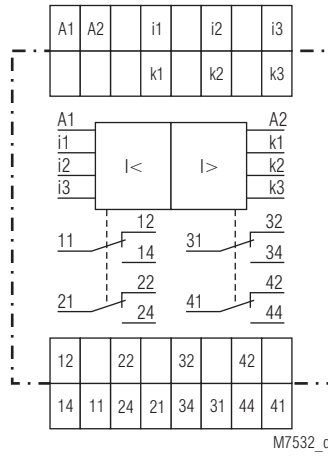 A1 A2 i1 i2 i3
k1 k2 k3
A1 A2
i1 k1
i2 I< I> k2
i3 k3
12 32
11 31
14 34
22 42
21 41
24 44
12 22 32 42
14 11 24 21 34 31 44 41